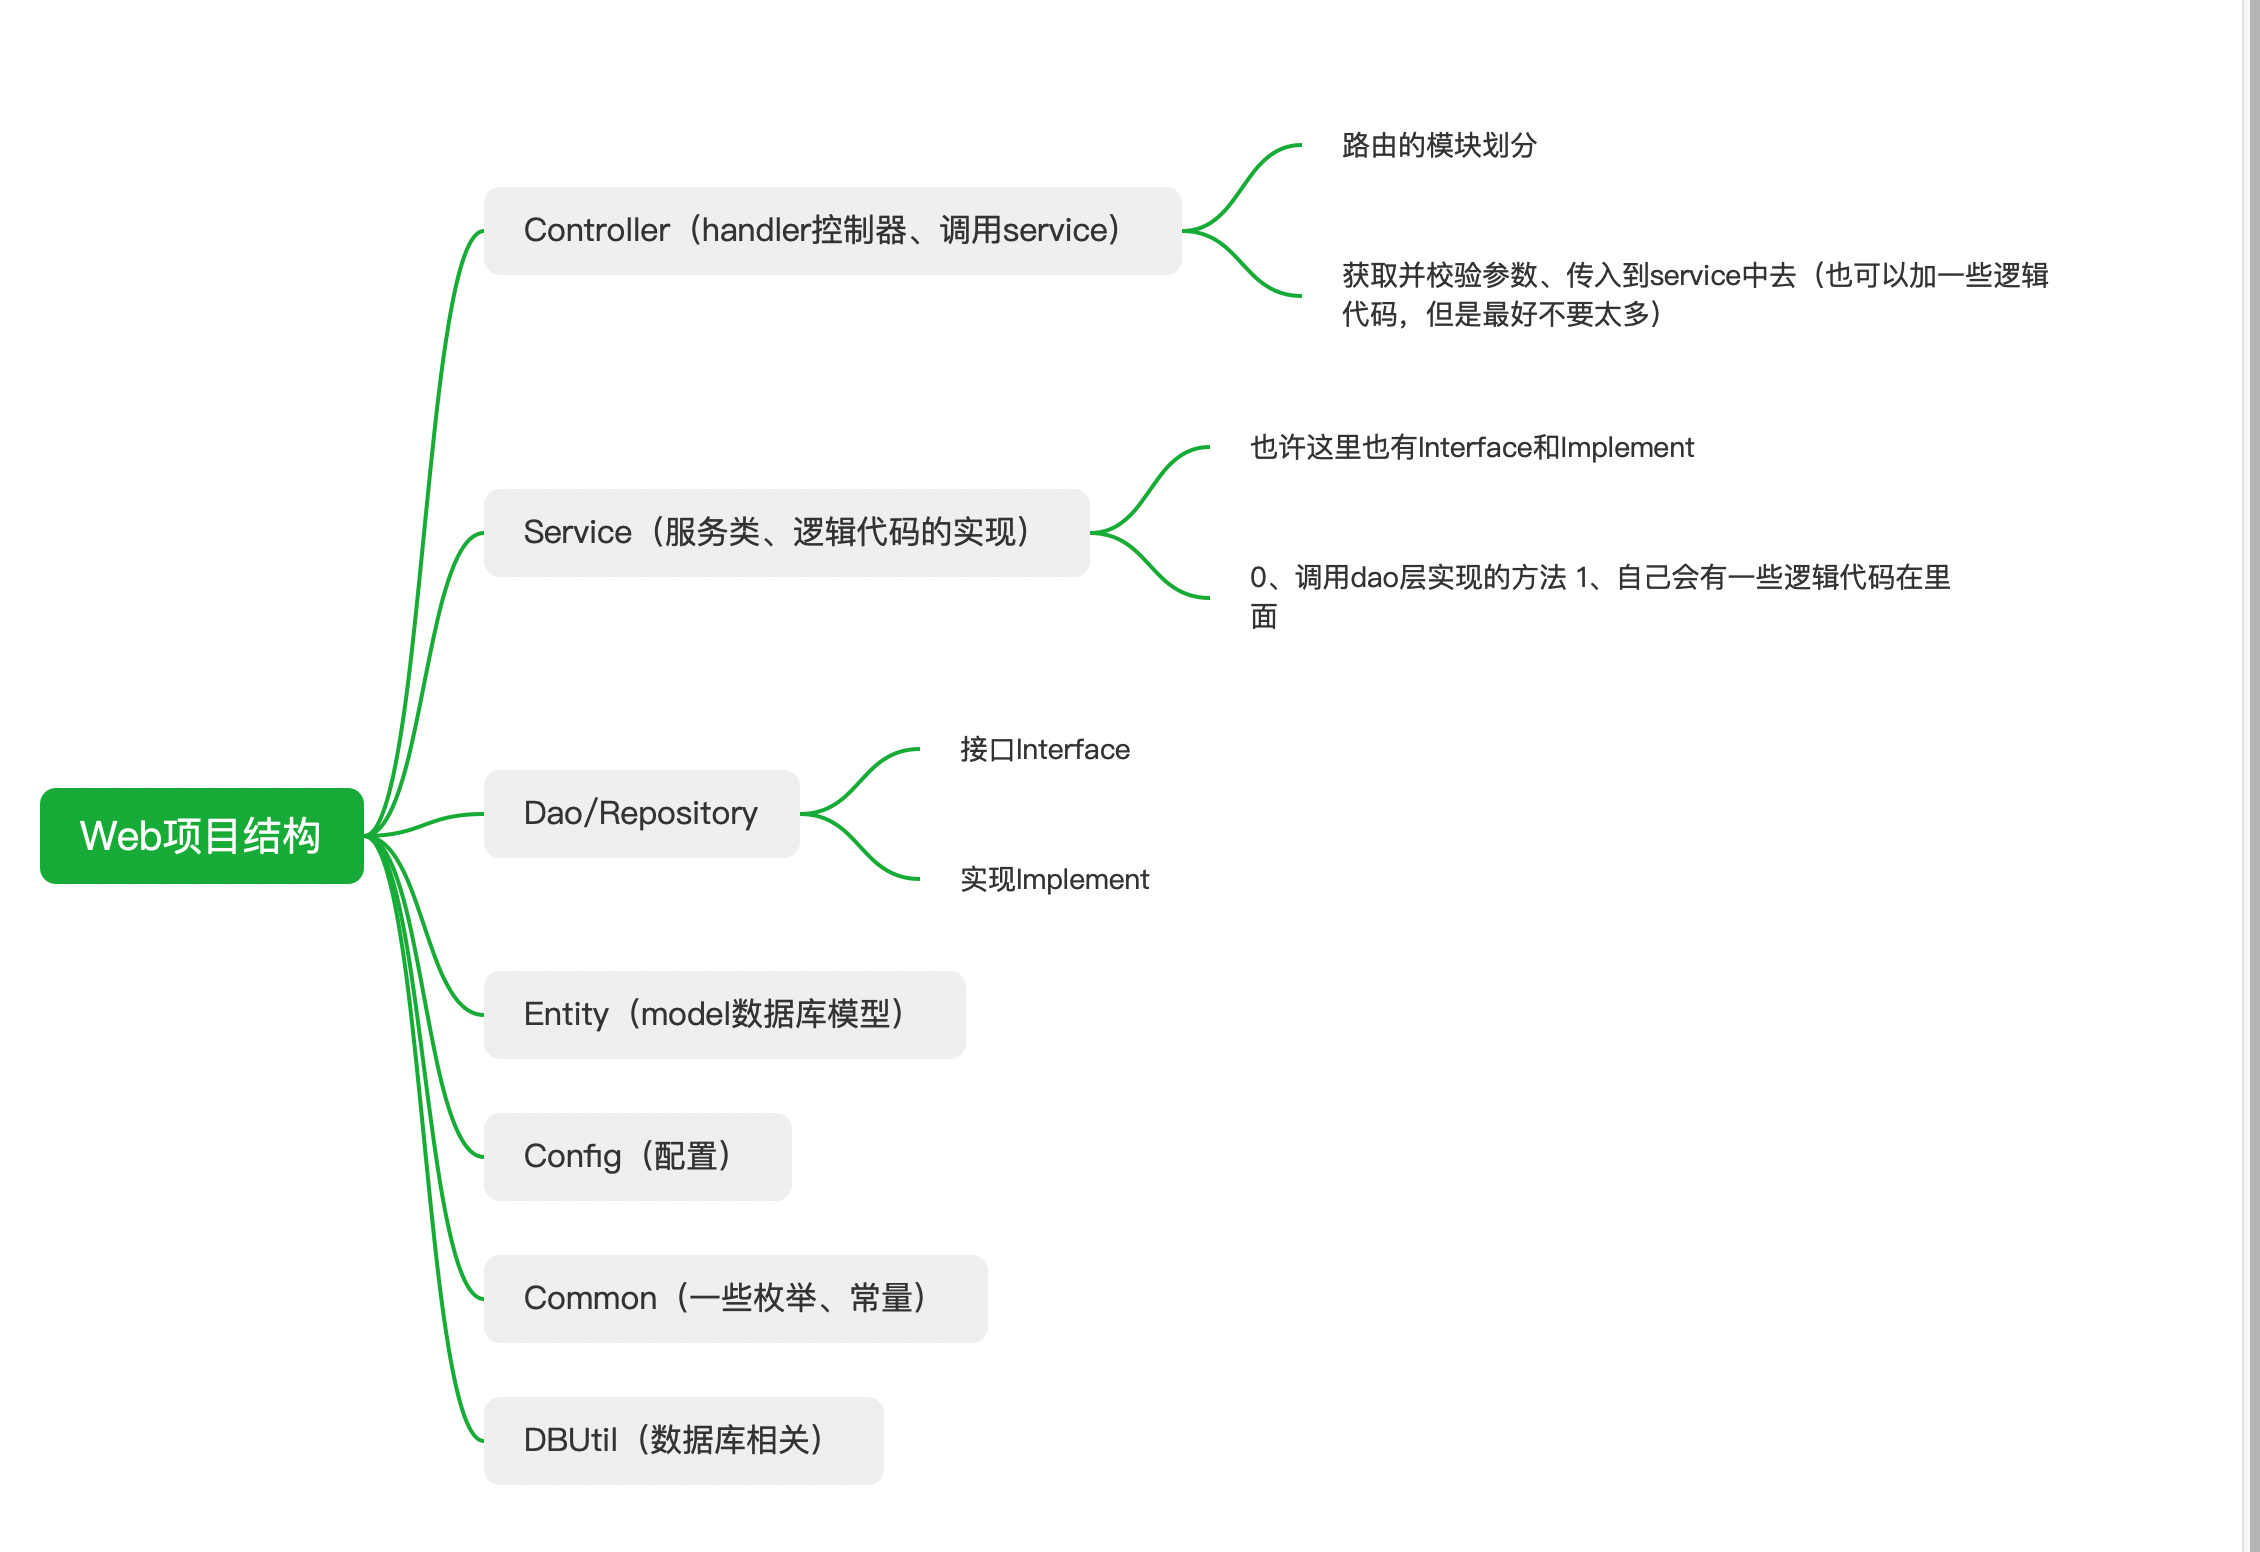 路由的模块划分
Controller（handler控制器、调用service）
获取并校验参数、传入到service中去（也可以加一些逻辑
代码，但是最好不要太多）
也许这里也有Interface和Implement
Service（服务类、逻辑代码的实现）
0、调用dao层实现的方法 1、自己会有一些逻辑代码在里
面
接口Interface
Dao/Repository
Web项目结构
实现Implement
Entity（model数据库模型）
Config（配置）
Common（一些枚举、常量）
DBUtil（数据库相关）